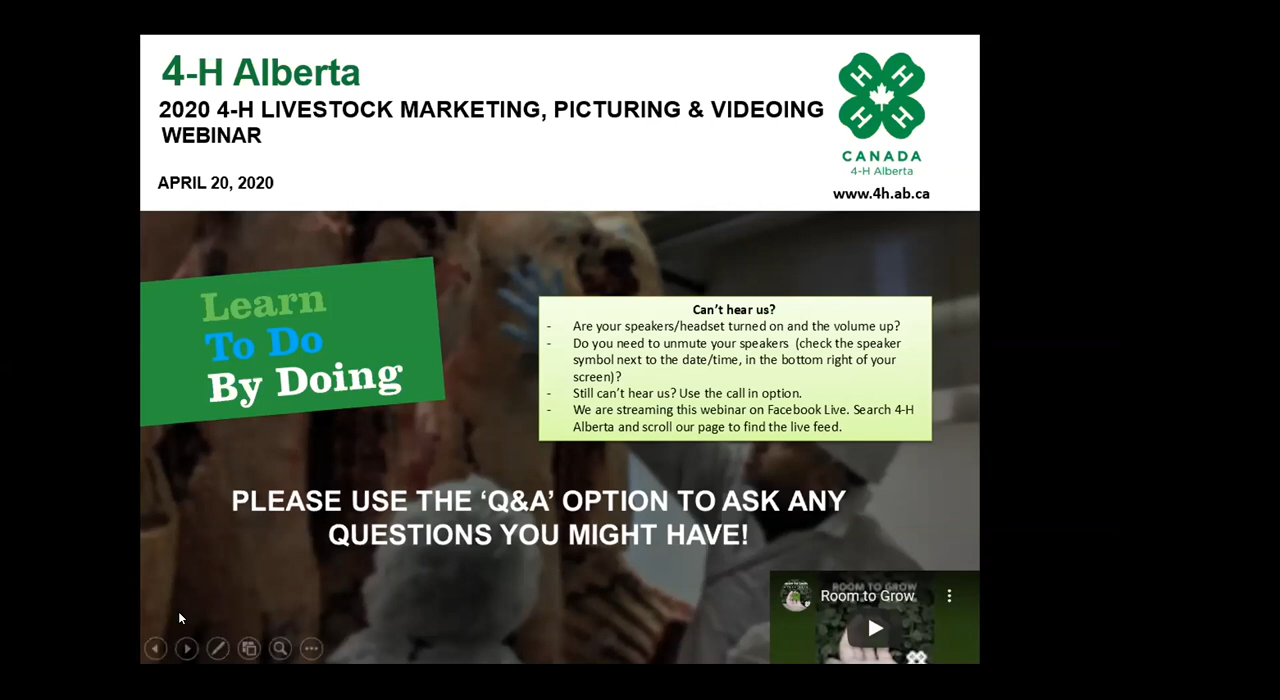 4-H Alberta
2020 4-H LIVESTOCK MARKETING, PICTURING & VIDEOING
WEBINAR
APRIL 20, 2020
H H
H H
CANADA
4-H Alberta
www.4h.ab.ca
Learn
To Do
By Doing
Can't hear us?
- Are your speakers/headset turned on and the volume up?
- Do you need to unmute your speakers (check the speaker
symbol next to the date/time, in the bottom right of your
screen)?
- Still can't hear us? Use the call in option.
- We are streaming this webinar on Facebook Live. Search 4-H
Alberta and scroll our page to find the live feed.
PLEASE USE THE ‘Q&A’ OPTION TO ASK ANY
QUESTIONS YOU MIGHT HAVE!
ROOM TO GROW
Room to Grow